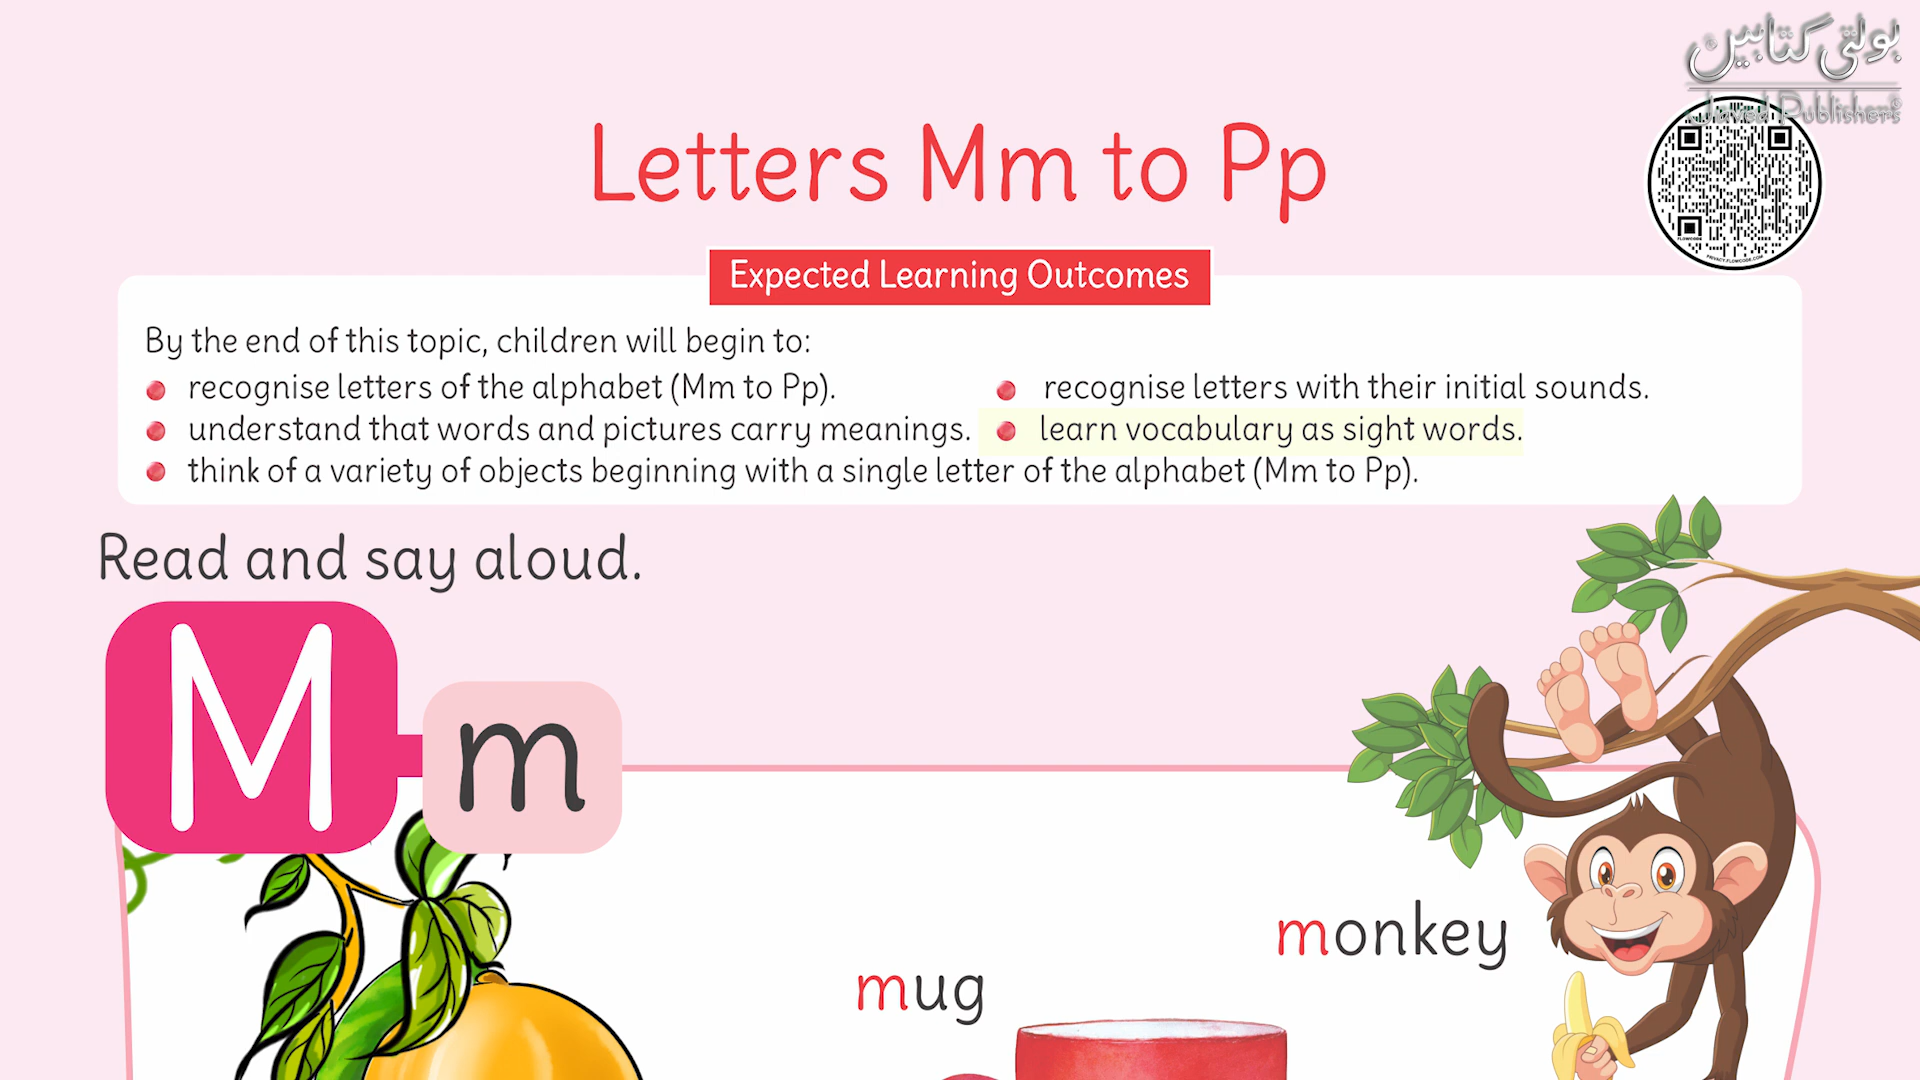 بولتی کتابیں
Javed Publishers
Letters Mm to Pp
Expected Learning Outcomes
By the end of this topic, children will begin to:
recognise letters of the alphabet (Mm to Pp).
recognise letters with their initial sounds.
understand that words and pictures carry meanings.
learn vocabulary as sight words.
think of a variety of objects beginning with a single letter of the alphabet (Mm to Pp).
Read and say aloud.
M m
monkey
mug